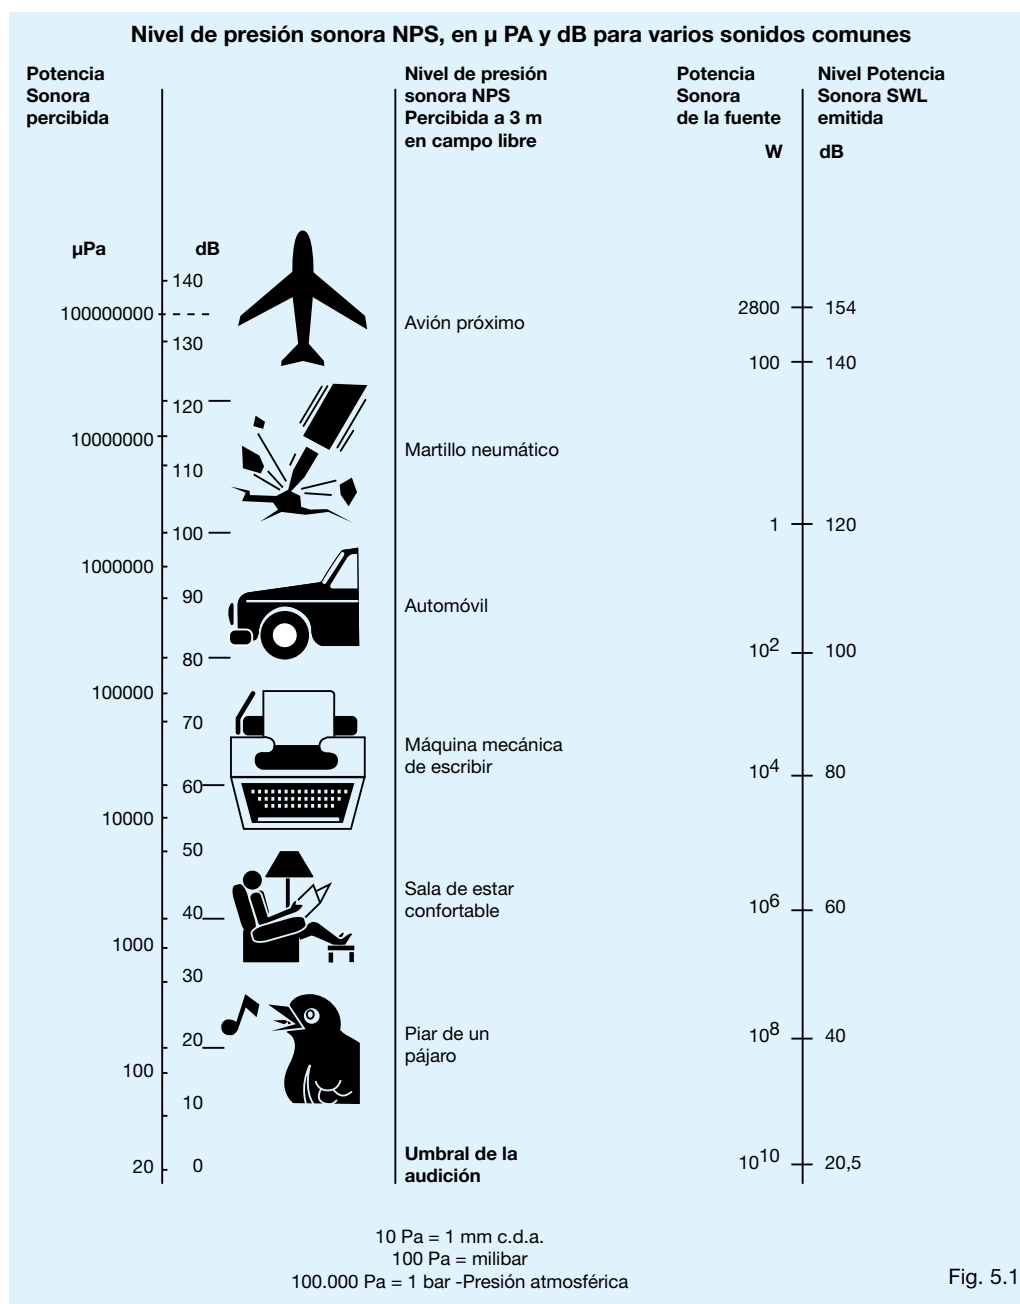 Nivel de presión sonora NPS, en µ PA y dB para varios sonidos comunes
Potencia
Sonora
percibida
Nivel de presión
sonora NPS
Percibida a 3 m
en campo libre
Potencia
Sonora
de la fuente
W
Nivel Potencia
Sonora SWL
emitida
dB
µPa
dB
140
100000000
130
120
10000000
110
100
1000000
90
80
100000
70
60
10000
50
40
1000
30
20
100
10
20
0
Avión próximo
Martillo neumático
Automóvil
Máquina mecánica
de escribir
Sala de estar
confortable
Piar de un
pájaro
Umbral de la
audición
2800 154
100 140
1 120
10² 100
10⁴ 80
10⁶ 60
10⁸ 40
10¹⁰ 20,5
10 Pa = 1 mm c.d.a.
100 Pa = milibar
100.000 Pa = 1 bar -Presión atmosférica
Fig. 5.1